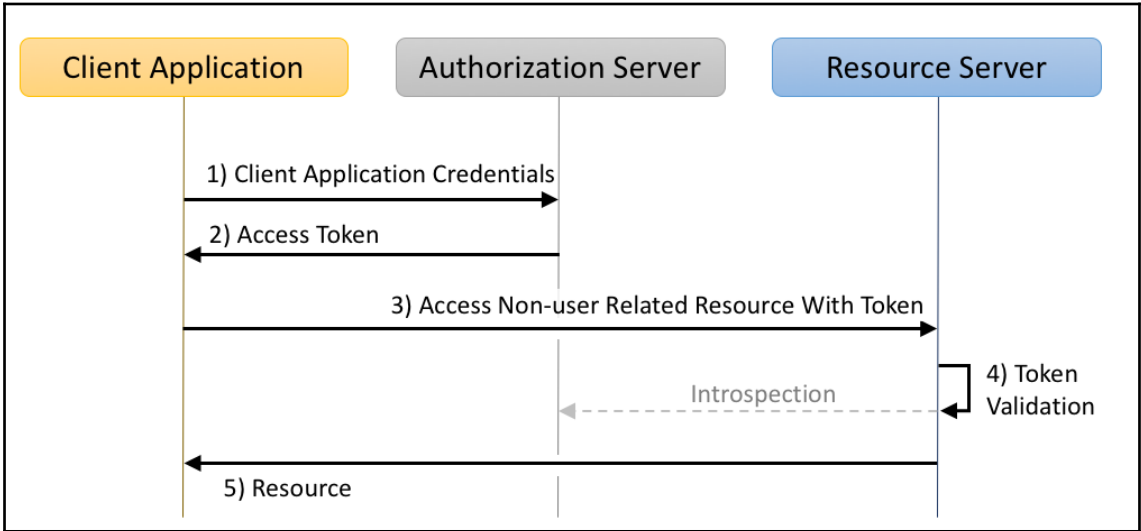 Client Application
Authorization Server
Resource Server
1) Client Application Credentials
2) Access Token
3) Access Non-user Related Resource With Token
4) Token
Validation
Introspection
5) Resource